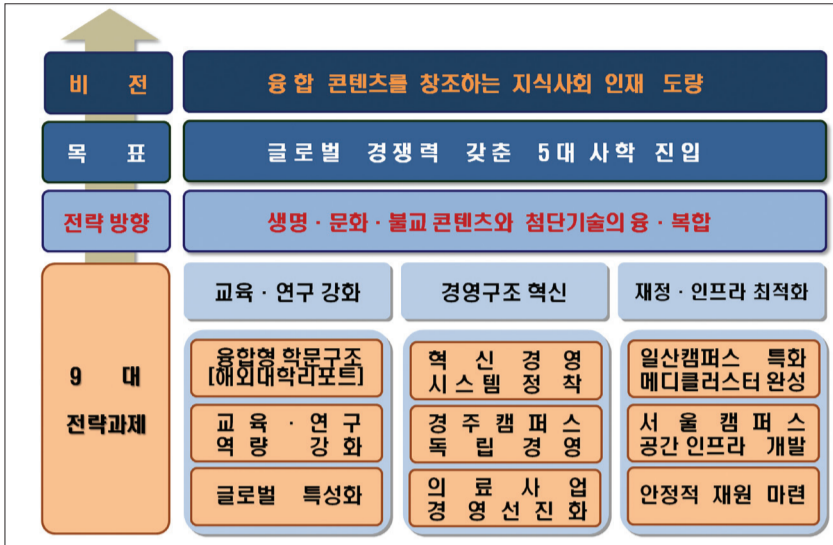 비 전
융합 콘텐츠를 창조하는 지식사회 인재 도량
목 표
글로벌 경쟁력 갖춘 5대 사학 진입
전략 방향
생명 · 문화 · 불교 콘텐츠와 첨단기술의 융 · 복합
9 대
전략과제
교육 · 연구 강화
융합형 학문구조
[해외대학리포트]
교육 · 연구
역량 강화
글로벌 특성화
경영구조 혁신
혁신경영
시스템정착
경주캠퍼스
독립경영
의료사업
경영선진화
재정 · 인프라 최적화
일산캠퍼스 특화
메디클러스터 완성
서울캠퍼스
공간 인프라 개발
안정적 재원 마련